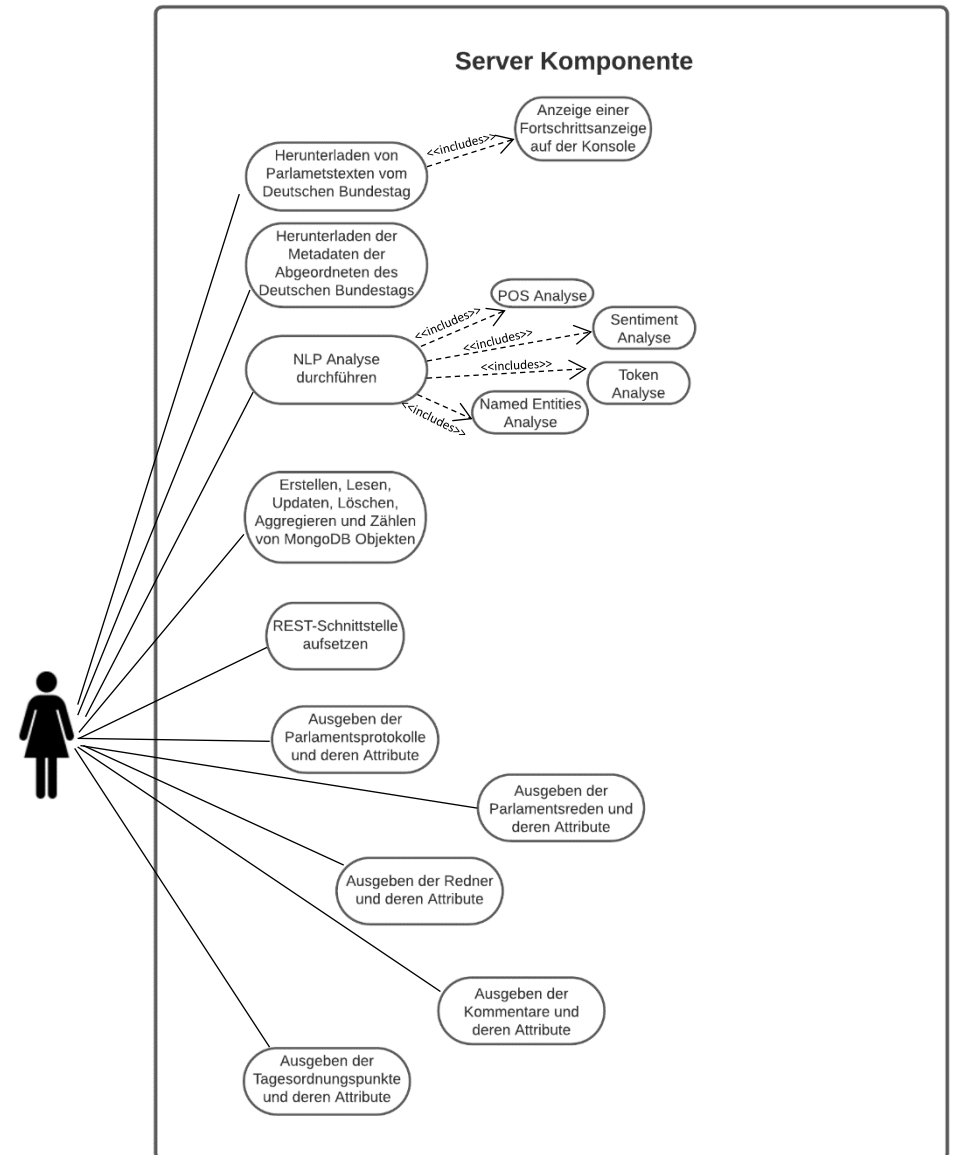 Server Komponente
Anzeige einer
Fortschrittsanzeige
auf der Konsole
<<includes>>
Herunterladen von
Parlametstexten vom
Deutschen Bundestag
Herunterladen der
Metadaten der
Abgeordneten des
Deutschen Bundestags
POS Analyse
<<includes>>
Sentiment
Analyse
<<includes>>
NLP Analyse
durchführen
<<includes>>
Token
Analyse
Named Entities
Analyse
<<includes>>
Erstellen, Lesen,
Updaten, Löschen,
Aggregieren und Zählen
von MongoDB Objekten
REST-Schnittstelle
aufsetzen
Ausgeben der
Parlamentsprotokolle
und deren Attribute
Ausgeben der
Parlamentsreden und
deren Attribute
Ausgeben der Redner
und deren Attribute
Ausgeben der
Kommentare und
deren Attribute
Ausgeben der
Tagesordnungspunkte
und deren Attribute